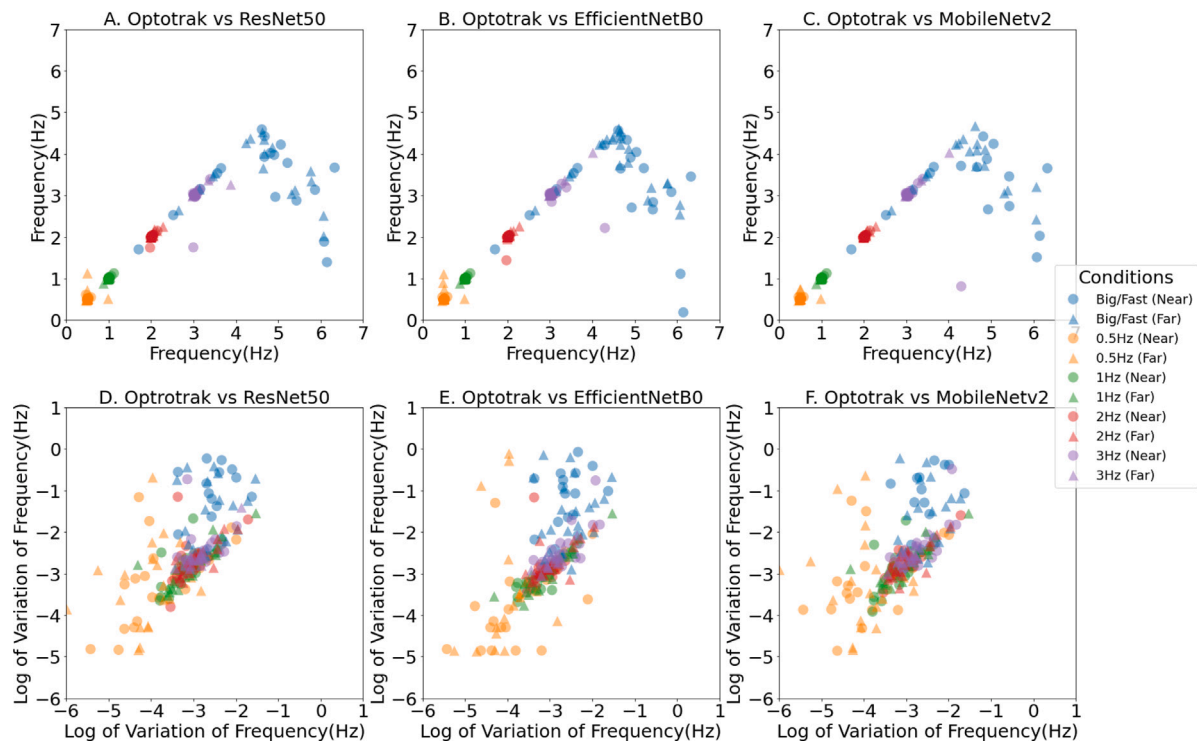 A. Optotrak vs ResNet50
B. Optotrak vs EfficientNetB0
C. Optotrak vs MobileNetv2
7
6
5
4
3
2
1
0
Frequency(Hz)
0 1 2 3 4 5 6 7
Frequency(Hz)
7
6
5
4
3
2
1
0
Frequency(Hz)
0 1 2 3 4 5 6 7
Frequency(Hz)
7
6
5
4
3
2
1
0
Frequency(Hz)
0 1 2 3 4 5 6 7
Frequency(Hz)
Conditions
Big/Fast (Near)
Big/Fast (Far)
0.5Hz (Near)
0.5Hz (Far)
1Hz (Near)
1Hz (Far)
2Hz (Near)
2Hz (Far)
3Hz (Near)
3Hz (Far)
D. Optrotrak vs ResNet50
E. Optotrak vs EfficientNetB0
F. Optotrak vs MobileNetv2
1
0
−1
−2
−3
−4
−5
−6
Log of Variation of Frequency(Hz)
−6 −5 −4 −3 −2 −1 0 1
Log of Variation of Frequency(Hz)
1
0
−1
−2
−3
−4
−5
−6
Log of Variation of Frequency(Hz)
−6 −5 −4 −3 −2 −1 0 1
Log of Variation of Frequency(Hz)
1
0
−1
−2
−3
−4
−5
−6
Log of Variation of Frequency(Hz)
−6 −5 −4 −3 −2 −1 0 1
Log of Variation of Frequency(Hz)